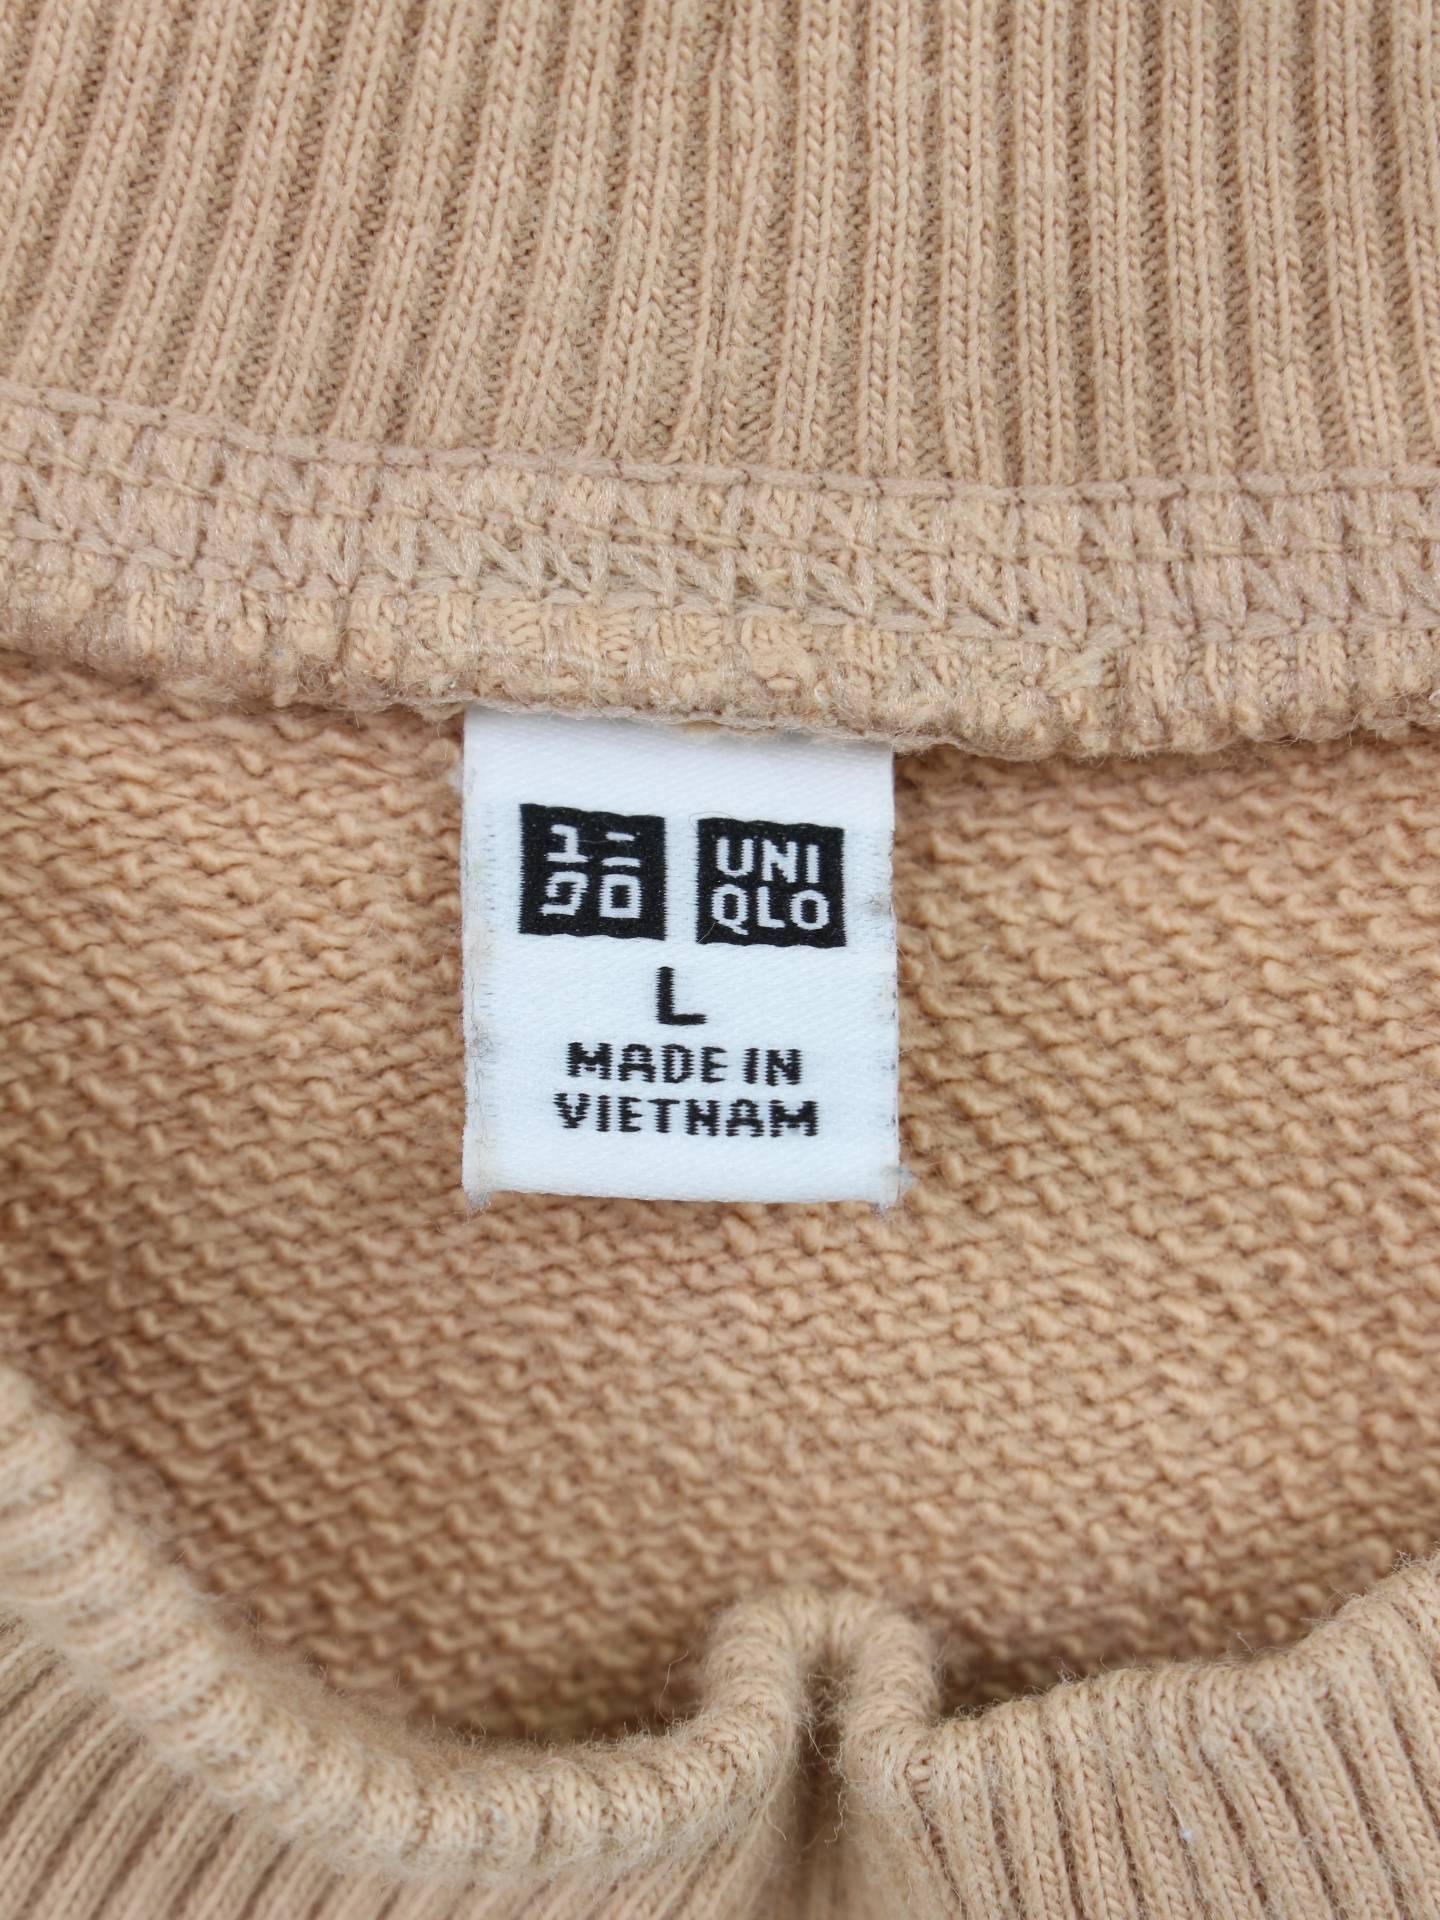 ユニ UNI
クロ QLO
L
MADE IN
VIETNAM